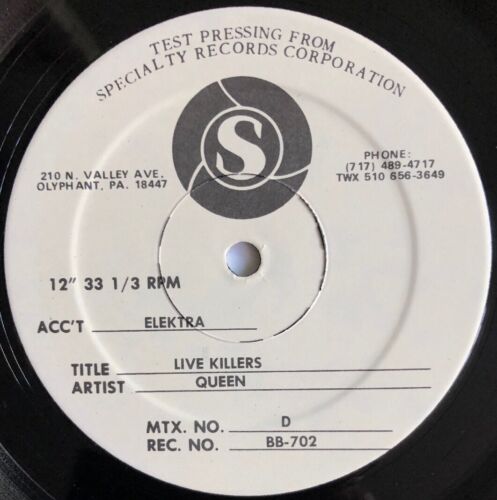 TEST PRESSING FROM
SPECIALTY RECORDS CORPORATION
S
210 N. VALLEY AVE.
OLYPHANT, PA. 18447
PHONE:
(717) 489-4717
TWX 510 656-3649
12" 33 1/3 RPM
ACC'T ELEKTRA
TITLE LIVE KILLERS
ARTIST QUEEN
MTX. NO. D
REC. NO. BB-702